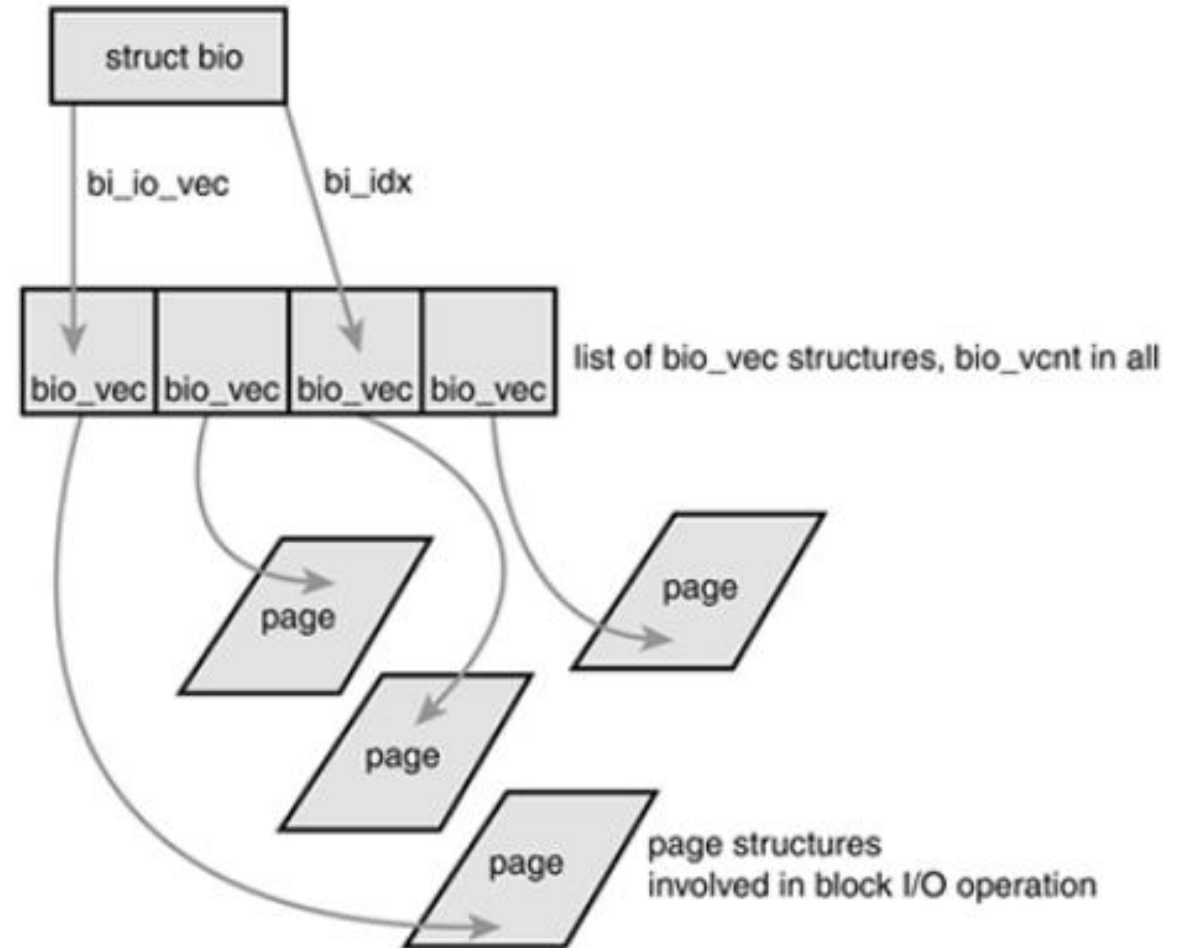 struct bio
bi_io_vec
bi_idx
bio_vec
bio_vec
bio_vec
bio_vec
list of bio_vec structures, bio_vcnt in all
page
page
page
page
page structures
involved in block I/O operation